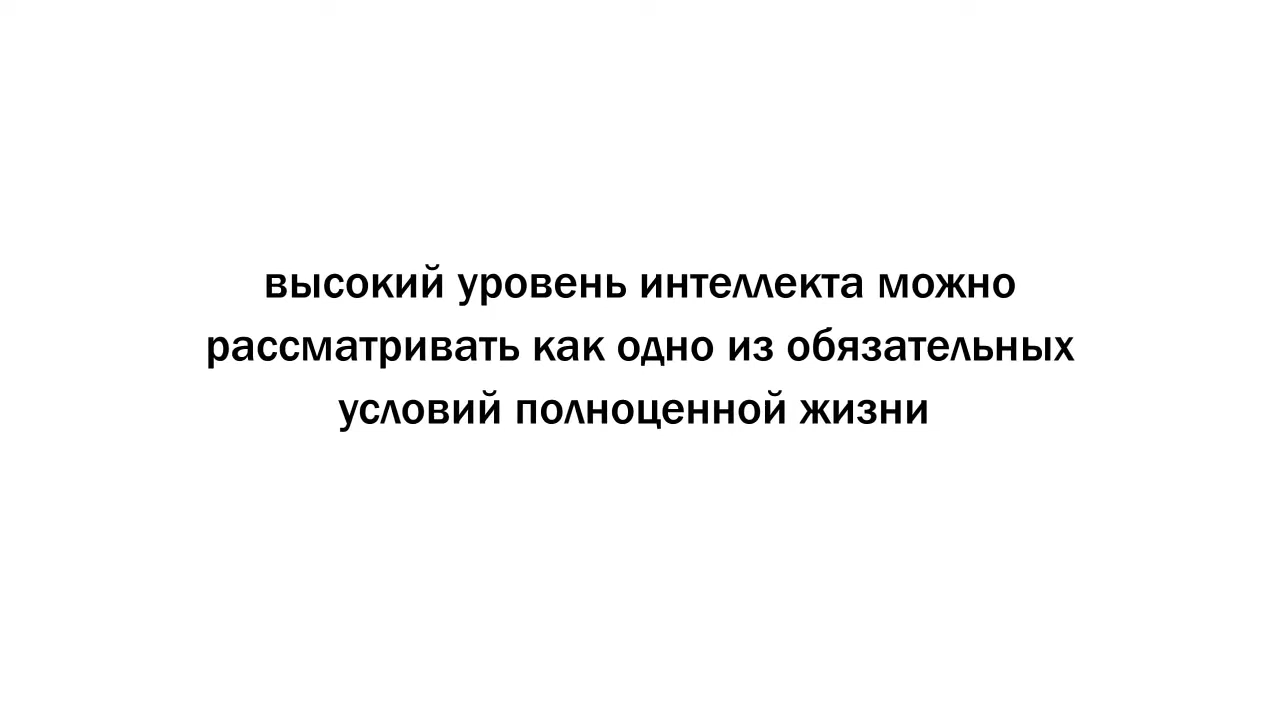 высокий уровень интеллекта можно
рассматривать как одно из обязательных
условий полноценной жизни